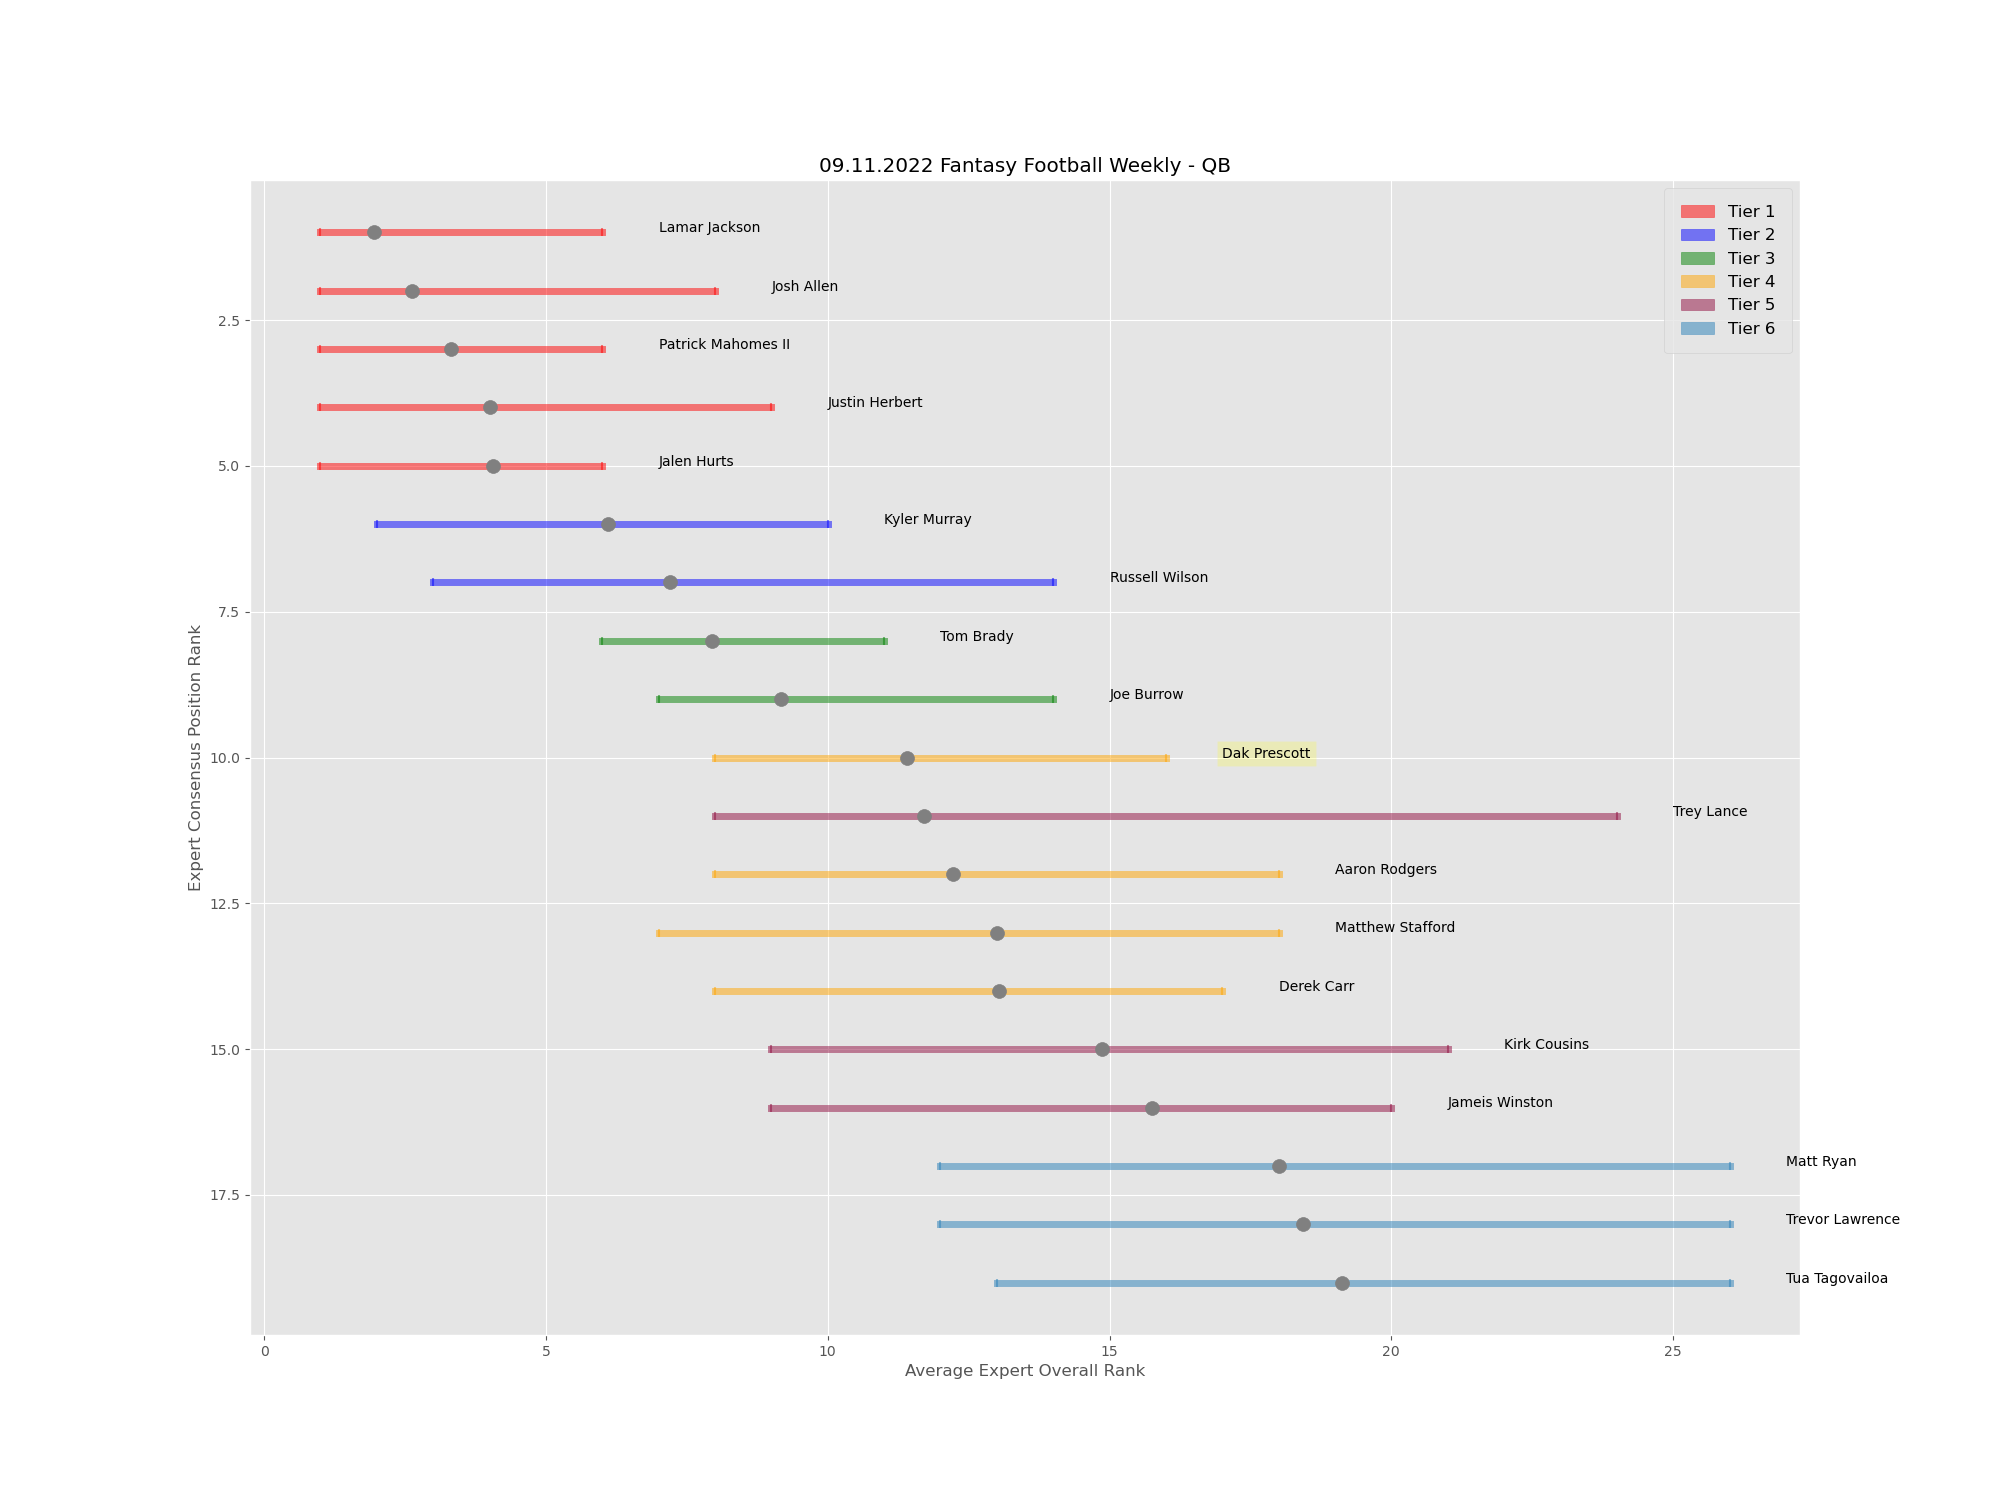 09.11.2022 Fantasy Football Weekly - QB
Tier 1
Tier 2
Tier 3
Tier 4
Tier 5
Tier 6
Lamar Jackson
Josh Allen
2.5
Patrick Mahomes II
Justin Herbert
5.0
Jalen Hurts
Kyler Murray
Russell Wilson
7.5
Tom Brady
Joe Burrow
10.0
Dak Prescott
Trey Lance
Aaron Rodgers
12.5
Matthew Stafford
Derek Carr
15.0
Kirk Cousins
Jameis Winston
Matt Ryan
17.5
Trevor Lawrence
Tua Tagovailoa
Expert Consensus Position Rank
0 5 10 15 20 25
Average Expert Overall Rank